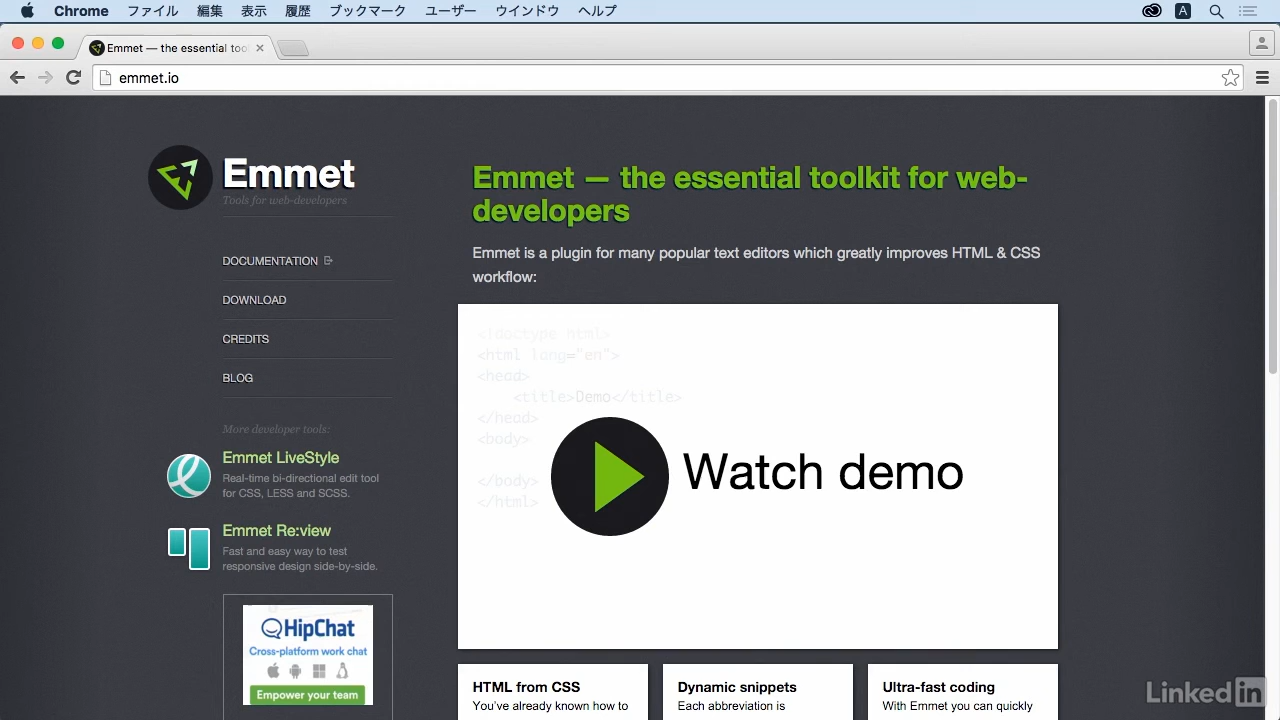 Chrome ファイル 編集 表示 履歴 ブックマーク ユーザー ウインドウ ヘルプ A
Emmet — the essential too
emmet.io
Emmet
Tools for web-developers
DOCUMENTATION
DOWNLOAD
CREDITS
BLOG
More developer tools:
Emmet LiveStyle
Real-time bi-directional edit tool
for CSS, LESS and SCSS.
Emmet Re:view
Fast and easy way to test
responsive design side-by-side.
HipChat
Cross-platform work chat
Empower your team
Emmet — the essential toolkit for web-
developers
Emmet is a plugin for many popular text editors which greatly improves HTML & CSS
workflow:
<!doctype html>
<html lang="en">
<head>
<title>Demo</title>
</head>
<body>
</body>
</html>
Watch demo
HTML from CSS
You’ve already known how to
Dynamic snippets
Each abbreviation is
Ultra-fast coding
With Emmet you can quickly
LinkedIn